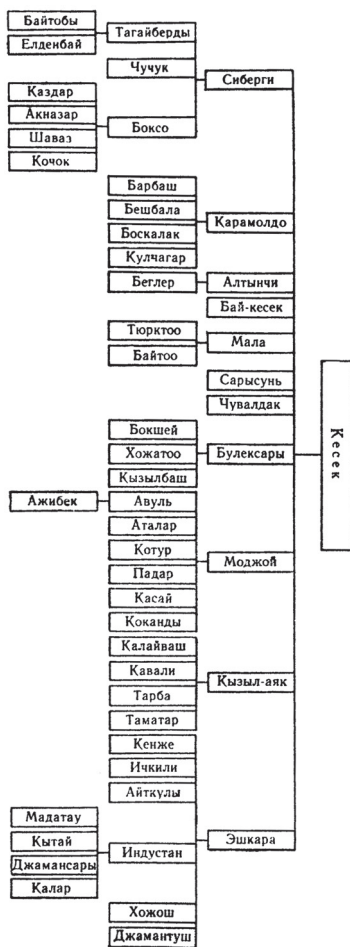 Байтобы
Елденбай
Тагайберды
Чучук
Сиберги
Каздар
Акназар
Шаваз
Кочок
Боксо
Барбаш
Бешбала
Боскалак
Кулчагар
Карамолдо
Беглер
Алтынчи
Бай-кесек
Тюрктоо
Байтоо
Мала
Сарысунь
Чувалдак
Кесек
Бокшей
Хожатоо
Кызылбаш
Булексары
Ажибек
Авуль
Аталар
Котур
Падар
Касай
Коканды
Моджой
Калайваш
Кавали
Тарба
Таматар
Кызыл-аяк
Кенже
Ичкили
Айткулы
Мадатау
Кытай
Джамансары
Калар
Индустан
Эшкара
Хожош
Джамантуш